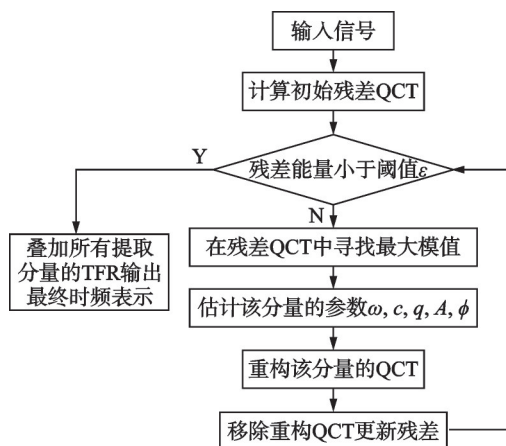 输入信号
计算初始残差QCT
残差能量小于阈值ε
Y
N
叠加所有提取
分量的TFR输出
最终时频表示
在残差QCT中寻找最大模值
估计该分量的参数ω, c, q, A, ϕ
重构该分量的QCT
移除重构QCT更新残差